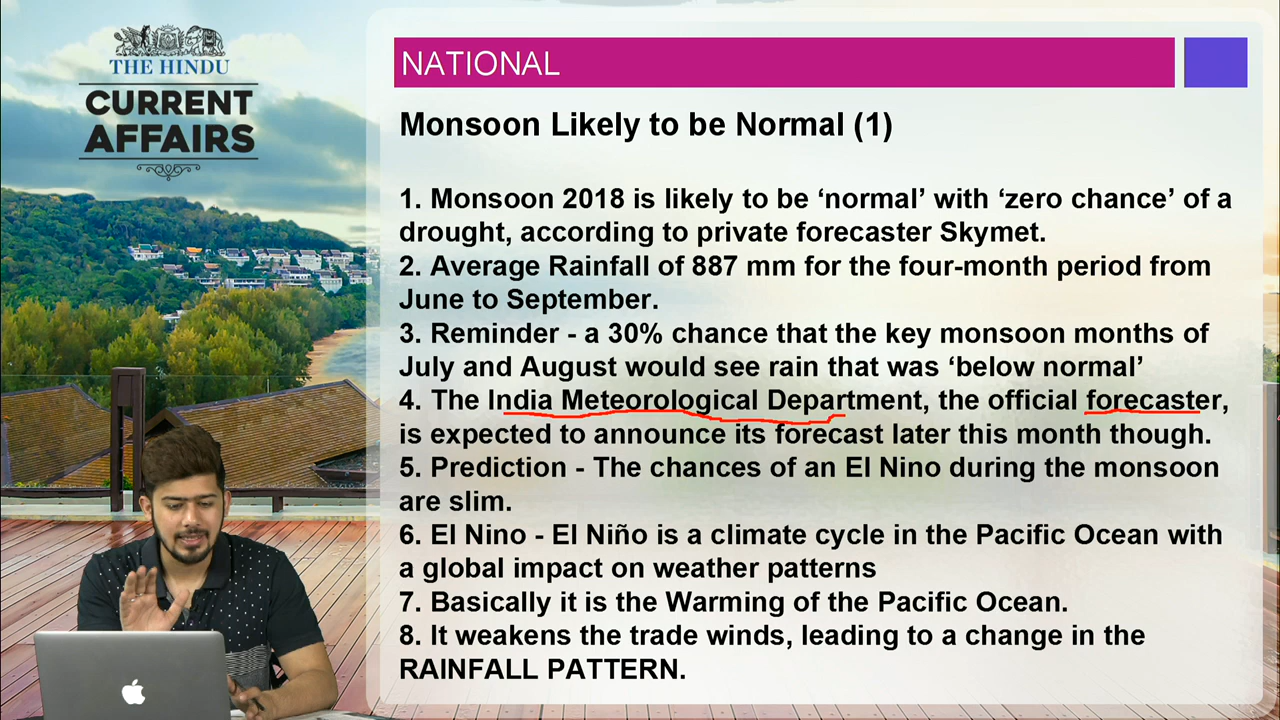 THE HINDU
CURRENT
AFFAIRS
NATIONAL
Monsoon Likely to be Normal (1)
1. Monsoon 2018 is likely to be ‘normal’ with ‘zero chance’ of a
drought, according to private forecaster Skymet.
2. Average Rainfall of 887 mm for the four-month period from
June to September.
3. Reminder - a 30% chance that the key monsoon months of
July and August would see rain that was ‘below normal’
4. The India Meteorological Department, the official forecaster,
is expected to announce its forecast later this month though.
5. Prediction - The chances of an El Nino during the monsoon
are slim.
6. El Nino - El Niño is a climate cycle in the Pacific Ocean with
a global impact on weather patterns
7. Basically it is the Warming of the Pacific Ocean.
8. It weakens the trade winds, leading to a change in the
RAINFALL PATTERN.